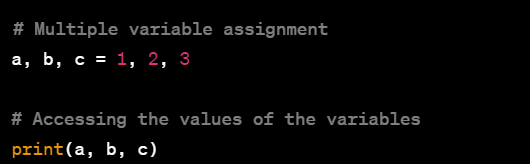 # Multiple variable assignment
a, b, c = 1, 2, 3
# Accessing the values of the variables
print(a, b, c)